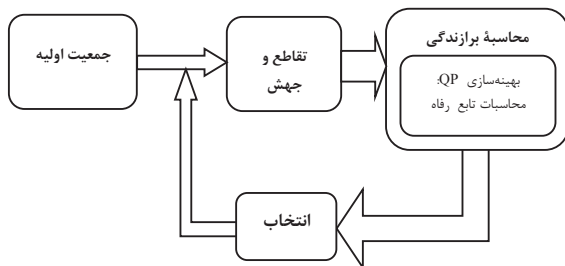 جمعیت اولیه
تقاطع و
جهش
محاسبهٔ برازندگی
بهینه‌سازی QP:
محاسبات تابع رفاه
انتخاب